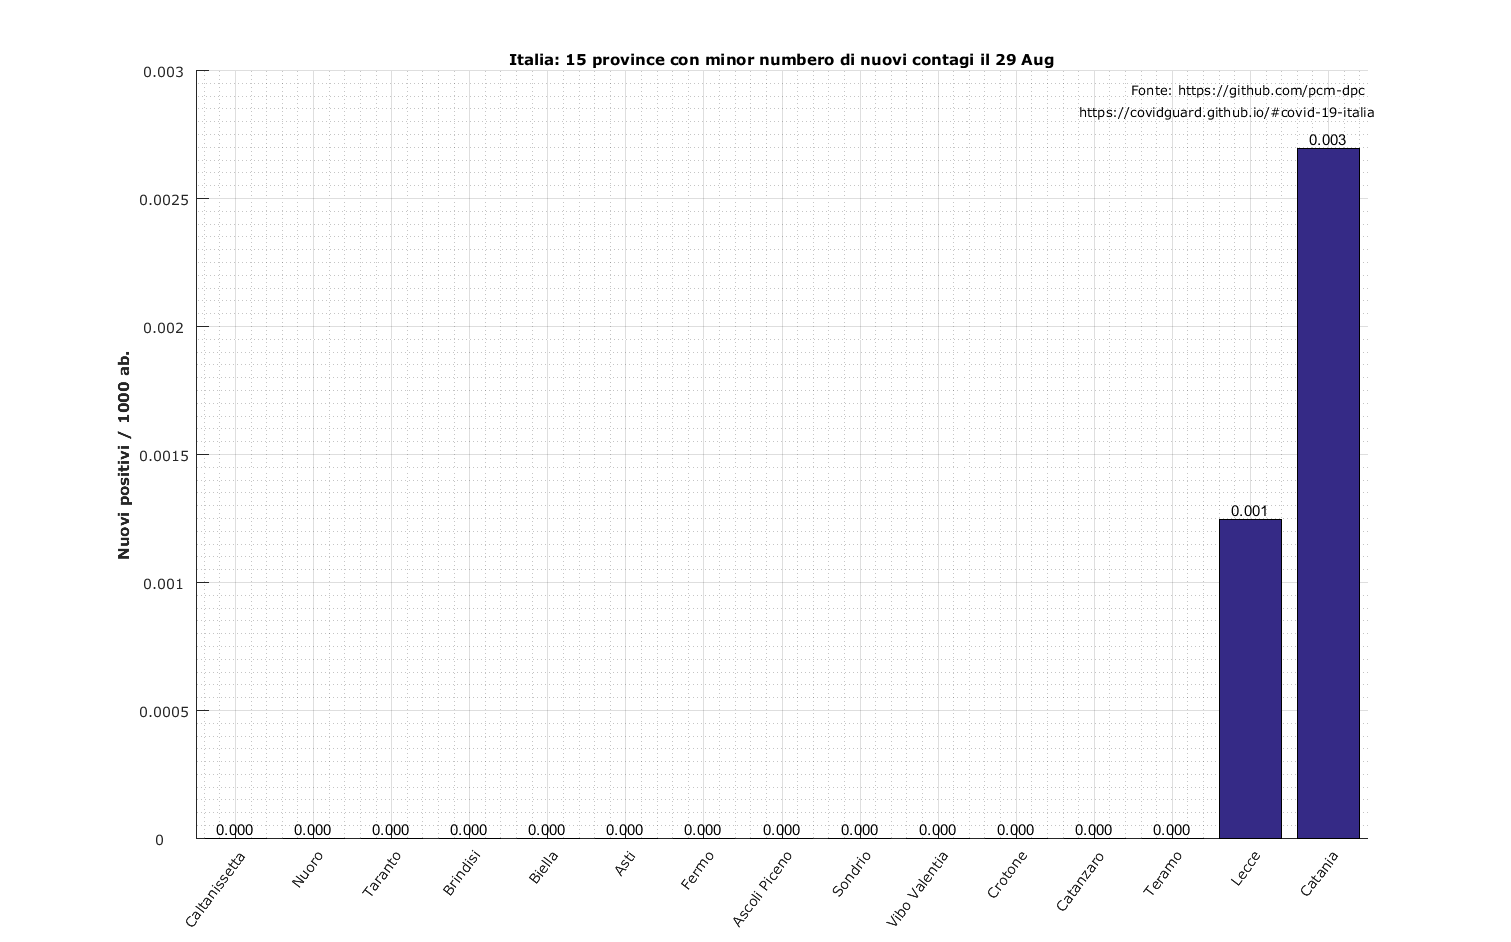 Italia: 15 province con minor numbero di nuovi contagi il 29 Aug
Fonte: https://github.com/pcm-dpc
https://covidguard.github.io/#covid-19-italia
Nuovi positivi / 1000 ab.
0.003
0.0025
0.002
0.0015
0.001
0.0005
0
0.000 0.000 0.000 0.000 0.000 0.000 0.000 0.000 0.000 0.000 0.000 0.000 0.000 0.001 0.003
Caltanissetta
Nuoro
Taranto
Brindisi
Biella
Asti
Fermo
Ascoli Piceno
Sondrio
Vibo Valentia
Crotone
Catanzaro
Teramo
Lecce
Catania